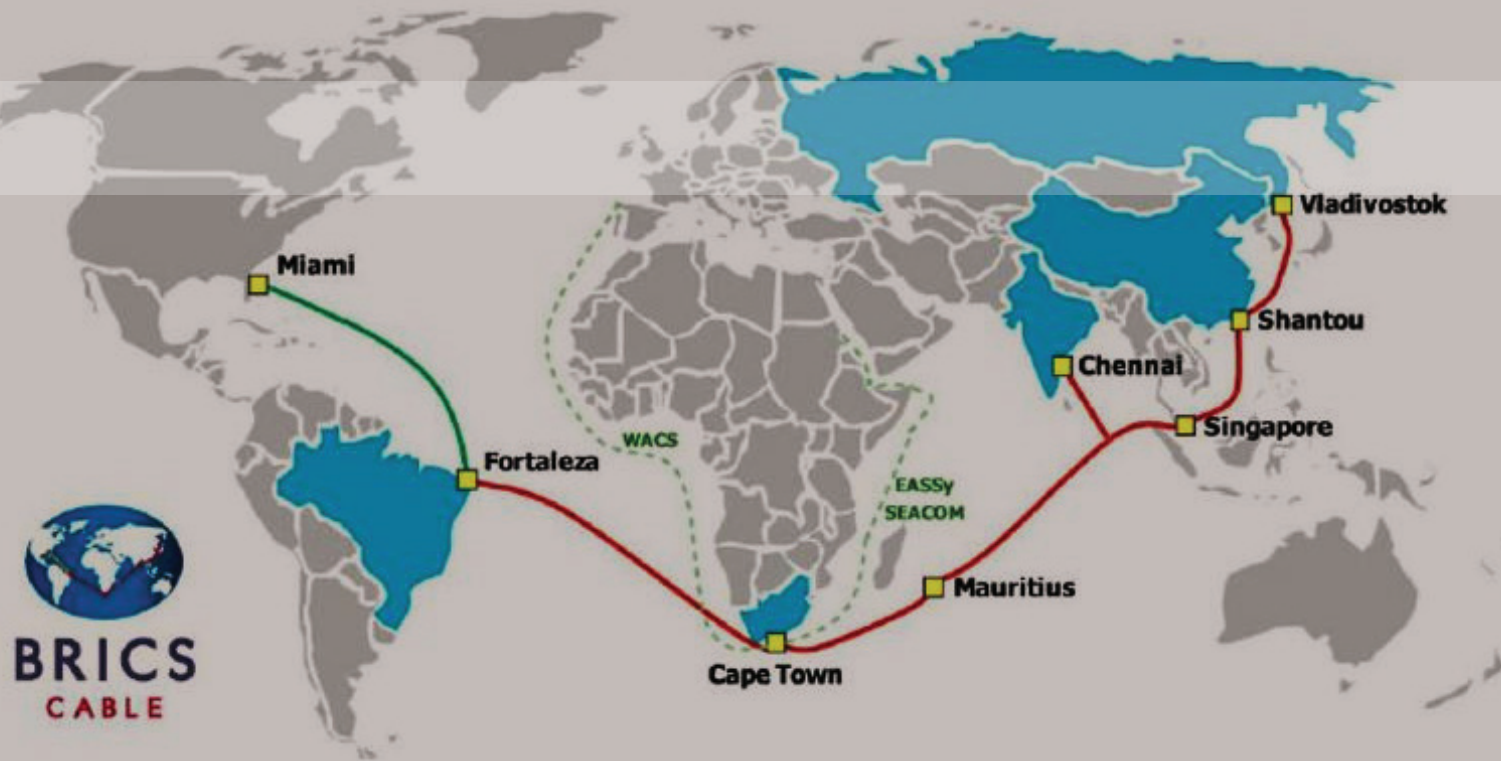 Vladivostok
Miami
Shantou
Chennai
Singapore
WACS
Fortaleza
EASSy
SEACOM
Mauritius
BRICS
CABLE
Cape Town